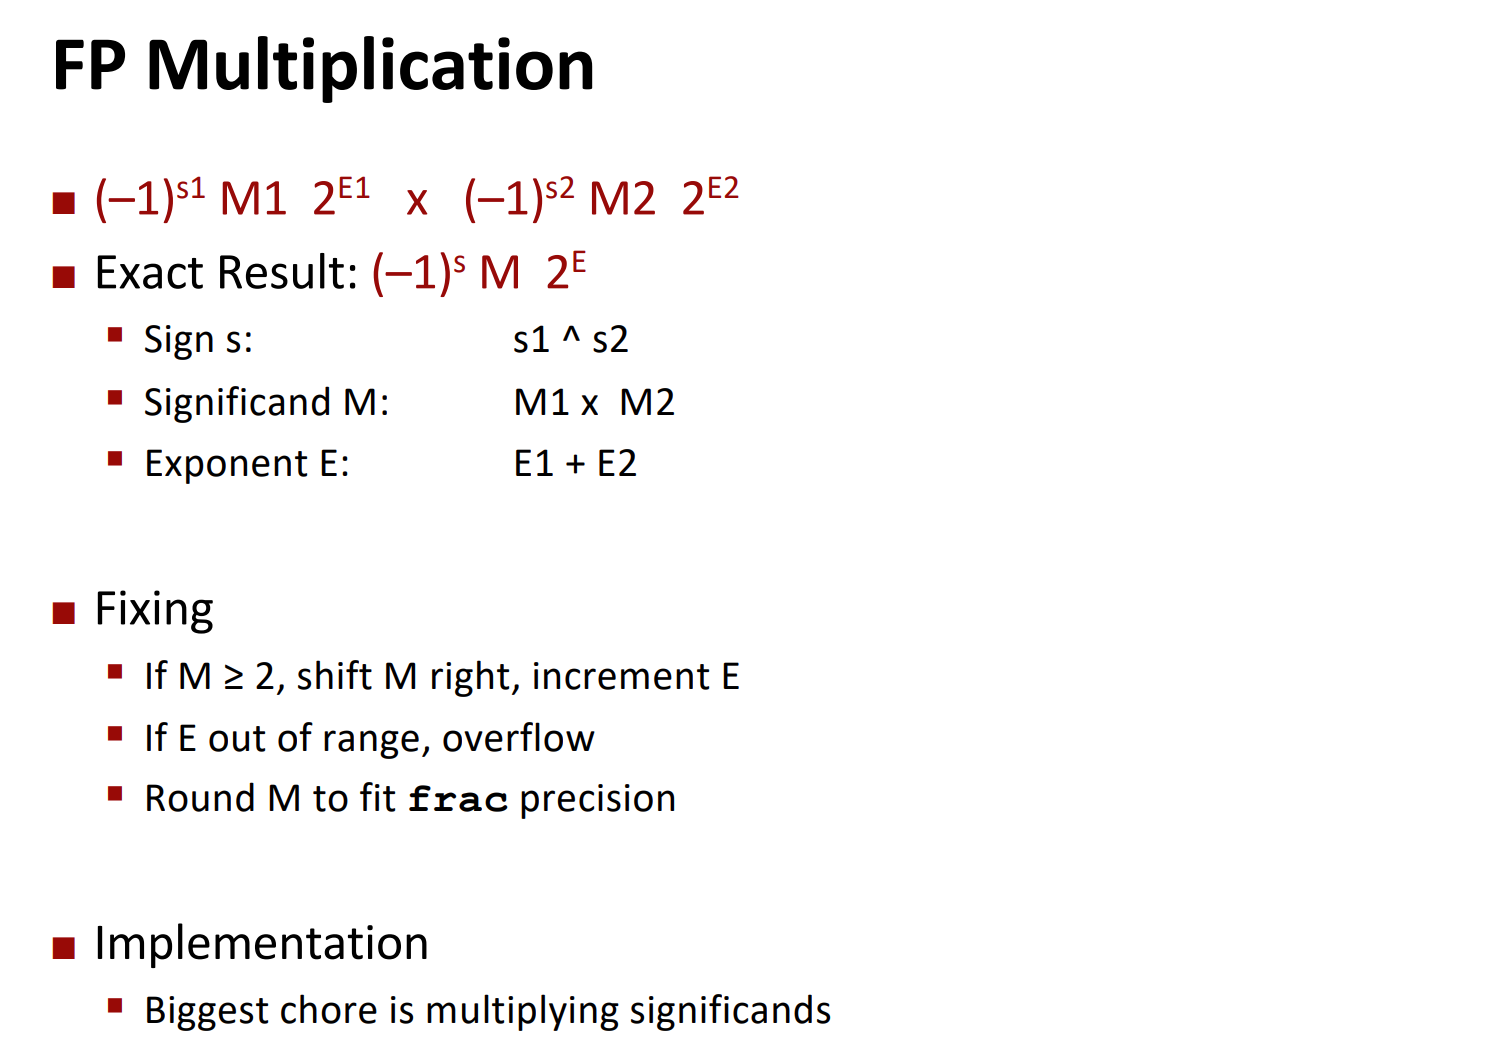 FP Multiplication
■ (–1)^s1 M1 2^E1 x (–1)^s2 M2 2^E2
■ Exact Result: (–1)^s M 2^E
▪ Sign s: s1 ^ s2
▪ Significand M: M1 x M2
▪ Exponent E: E1 + E2
■ Fixing
▪ If M ≥ 2, shift M right, increment E
▪ If E out of range, overflow
▪ Round M to fit frac precision
■ Implementation
▪ Biggest chore is multiplying significands